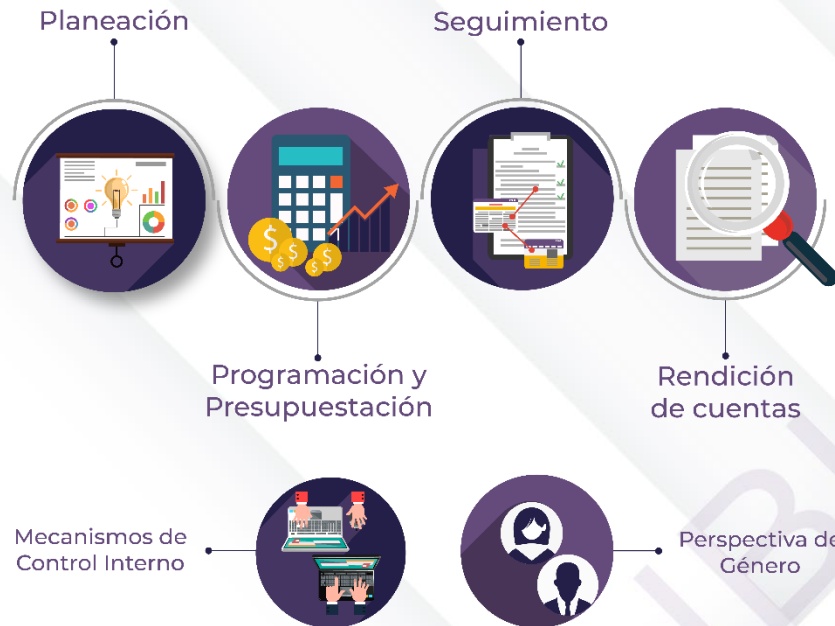 Planeación
Seguimiento
Programación y
Presupuestación
Rendición
de cuentas
Mecanismos de
Control Interno
Perspectiva de
Género